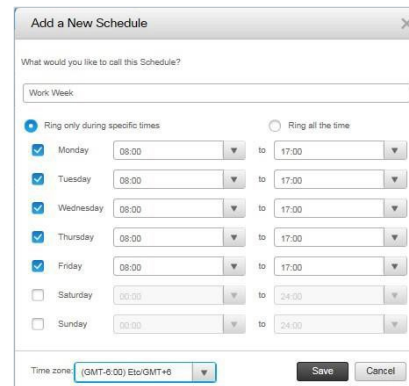 Add a New Schedule
What would you like to call this Schedule?
Work Week
Ring only during specific times Ring all the time
Monday 08:00 to 17:00
Tuesday 08:00 to 17:00
Wednesday 08:00 to 17:00
Thursday 08:00 to 17:00
Friday 08:00 to 17:00
Saturday 00:00 to 24:00
Sunday 00:00 to 24:00
Time zone: (GMT-6:00) Etc/GMT+6 Save Cancel